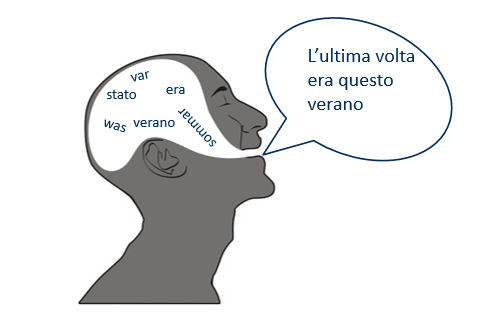 var
stato
era
was
verano
sommar
L’ultima volta
era questo
verano